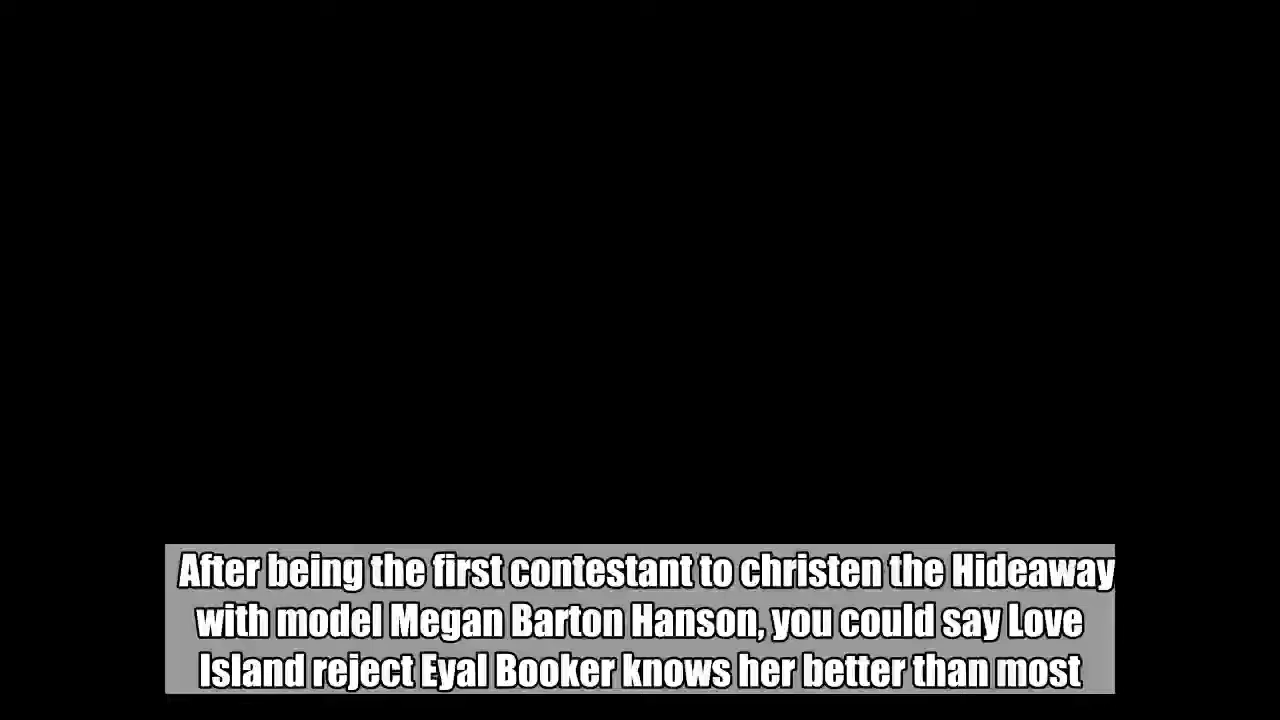 After being the first contestant to christen the Hideaway
with model Megan Barton Hanson, you could say Love
Island reject Eyal Booker knows her better than most